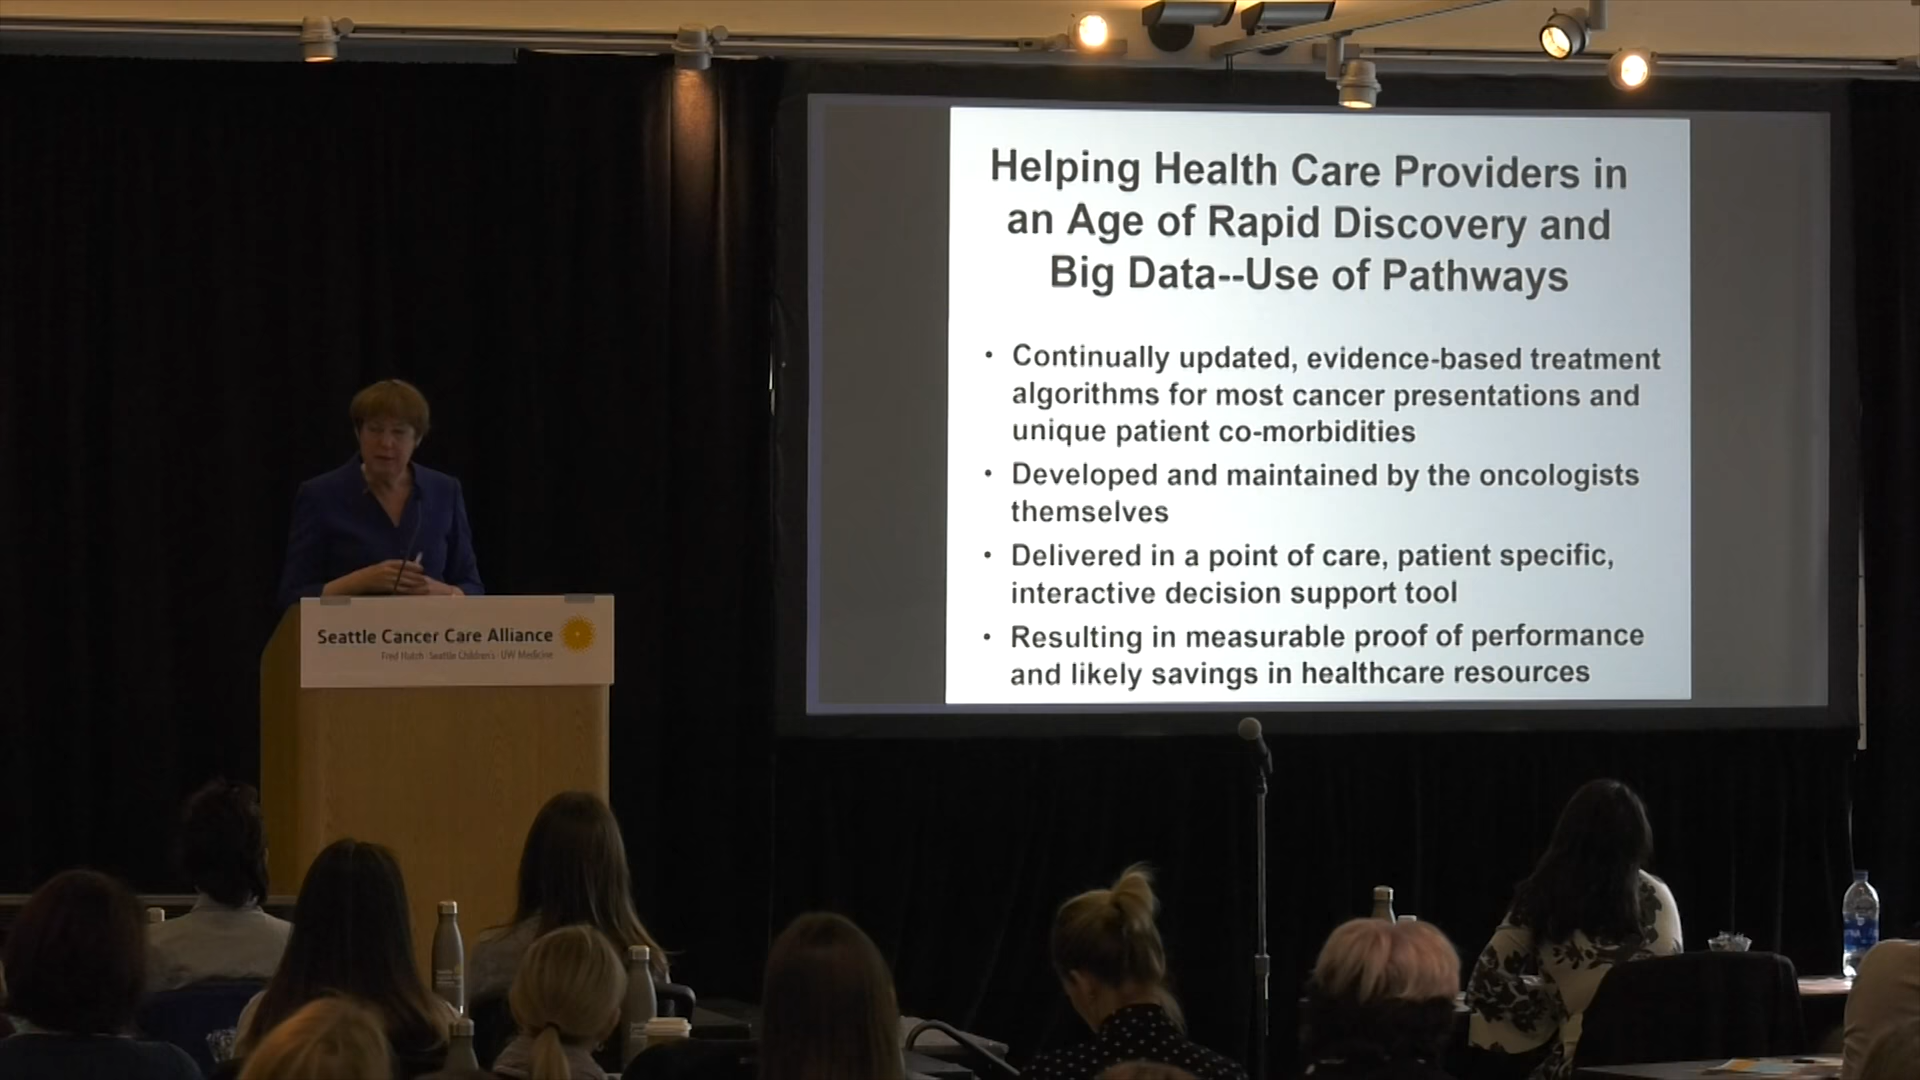 Helping Health Care Providers in
an Age of Rapid Discovery and
Big Data--Use of Pathways
• Continually updated, evidence-based treatment
algorithms for most cancer presentations and
unique patient co-morbidities
• Developed and maintained by the oncologists
themselves
• Delivered in a point of care, patient specific,
interactive decision support tool
• Resulting in measurable proof of performance
and likely savings in healthcare resources
Seattle Cancer Care Alliance
Fred Hutch · Seattle Children's · UW Medicine